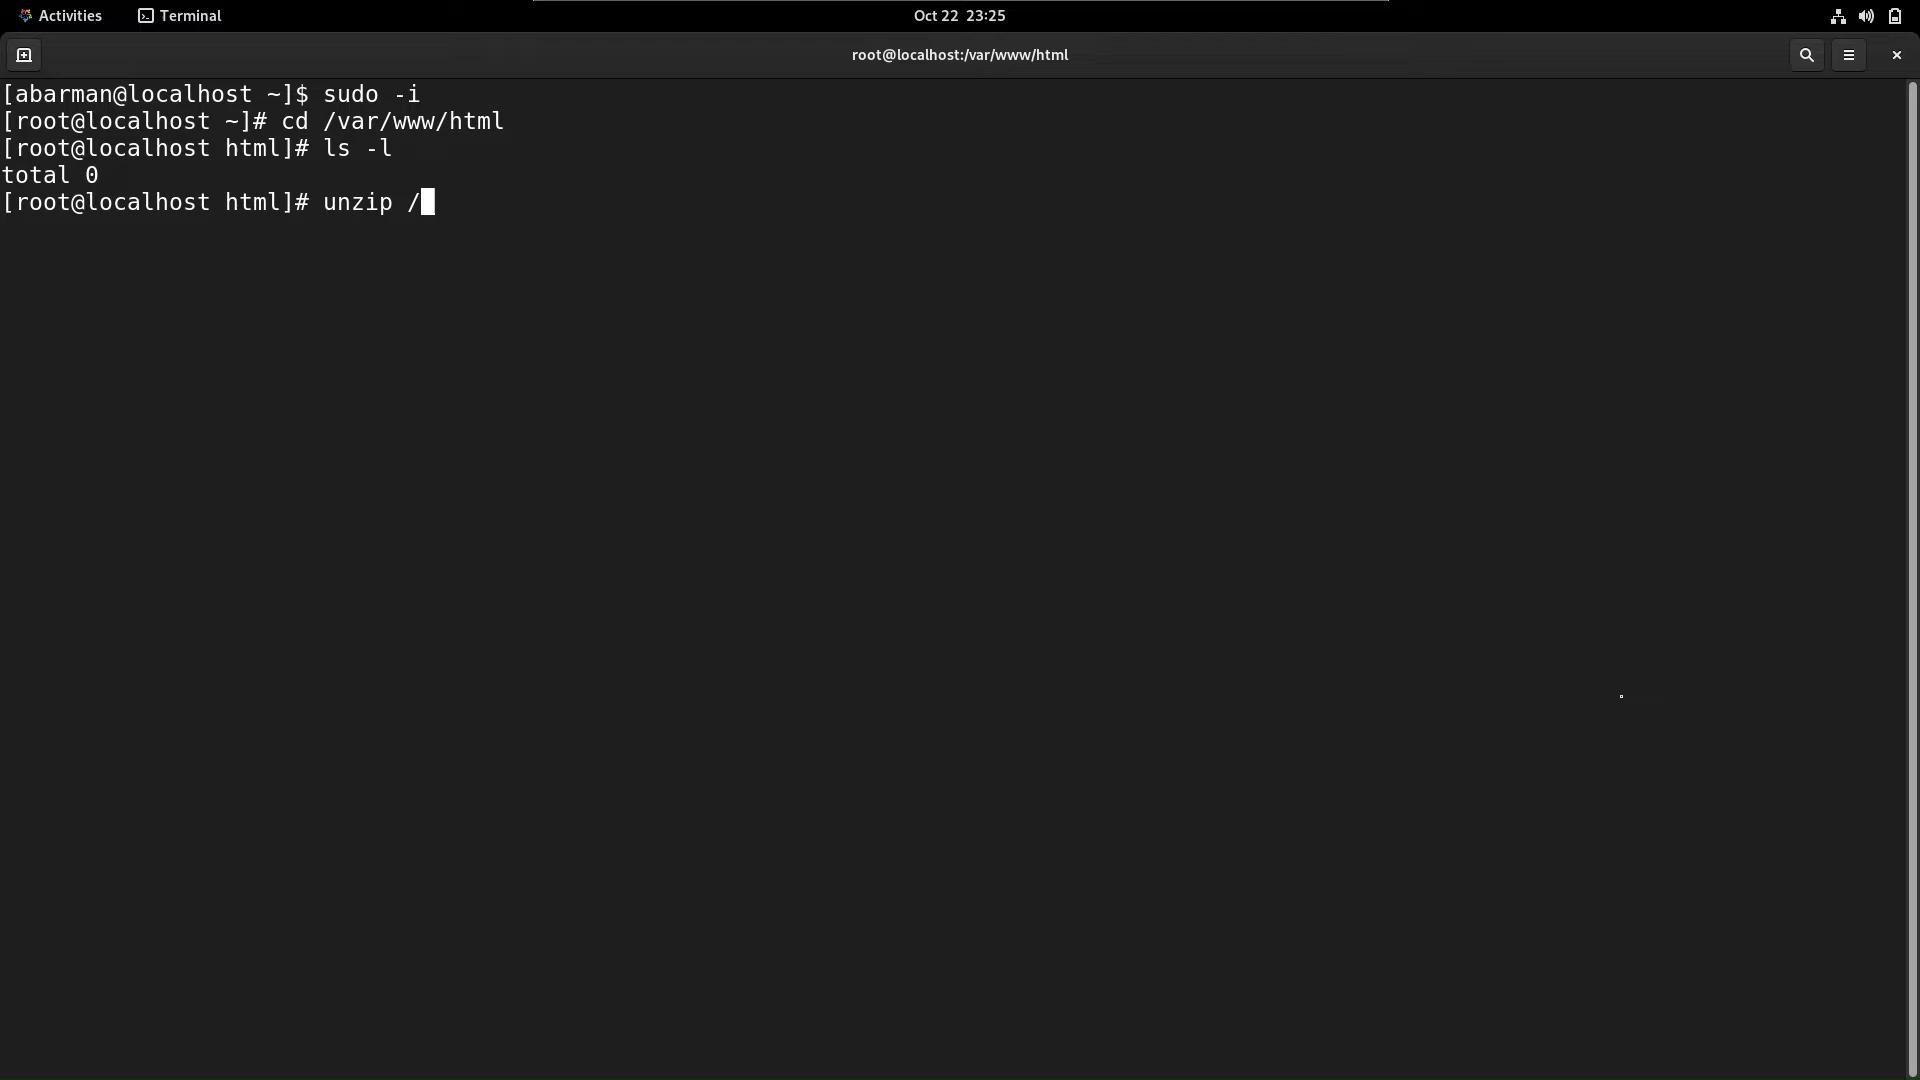 Activities Terminal Oct 22 23:25
root@localhost:/var/www/html
[abarman@localhost ~]$ sudo -i
[root@localhost ~]# cd /var/www/html
[root@localhost html]# ls -l
total 0
[root@localhost html]# unzip /